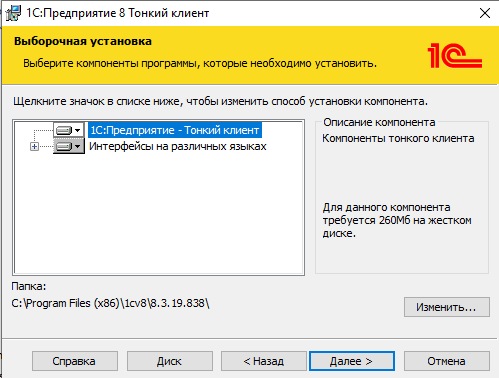 1С:Предприятие 8 Тонкий клиент
Выборочная установка
Выберите компоненты программы, которые необходимо установить.
1С
Щелкните значок в списке ниже, чтобы изменить способ установки компонента.
1С:Предприятие - Тонкий клиент
Интерфейсы на различных языках
Описание компонента
Компоненты тонкого клиента
Для данного компонента
требуется 260Мб на жестком
диске.
Папка:
C:\Program Files (x86)\1cv8\8.3.19.838\
Изменить...
Справка
Диск
< Назад
Далее >
Отмена